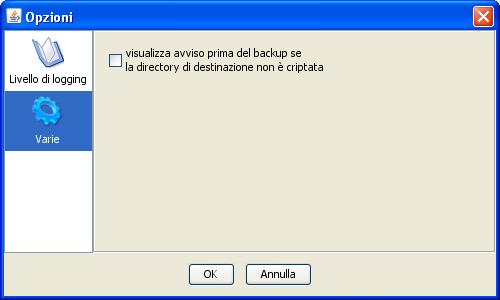 Opzioni
Livello di logging
Varie
visualizza avviso prima del backup se
la directory di destinazione non è criptata
OK
Annulla